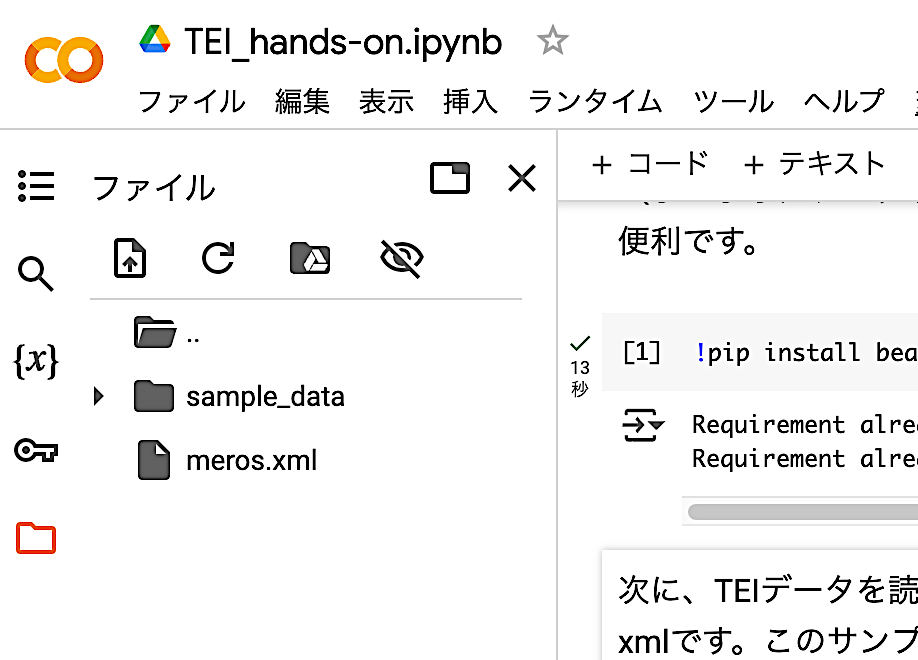 TEI_hands-on.ipynb
ファイル 編集 表示 挿入 ランタイム ツール ヘルプ
ファイル
+ コード + テキスト
便利です。
..
sample_data
meros.xml
{x}
[1] !pip install bea
13
秒
Requirement alre
Requirement alre
次に、TEIデータを読
xmlです。このサンプ